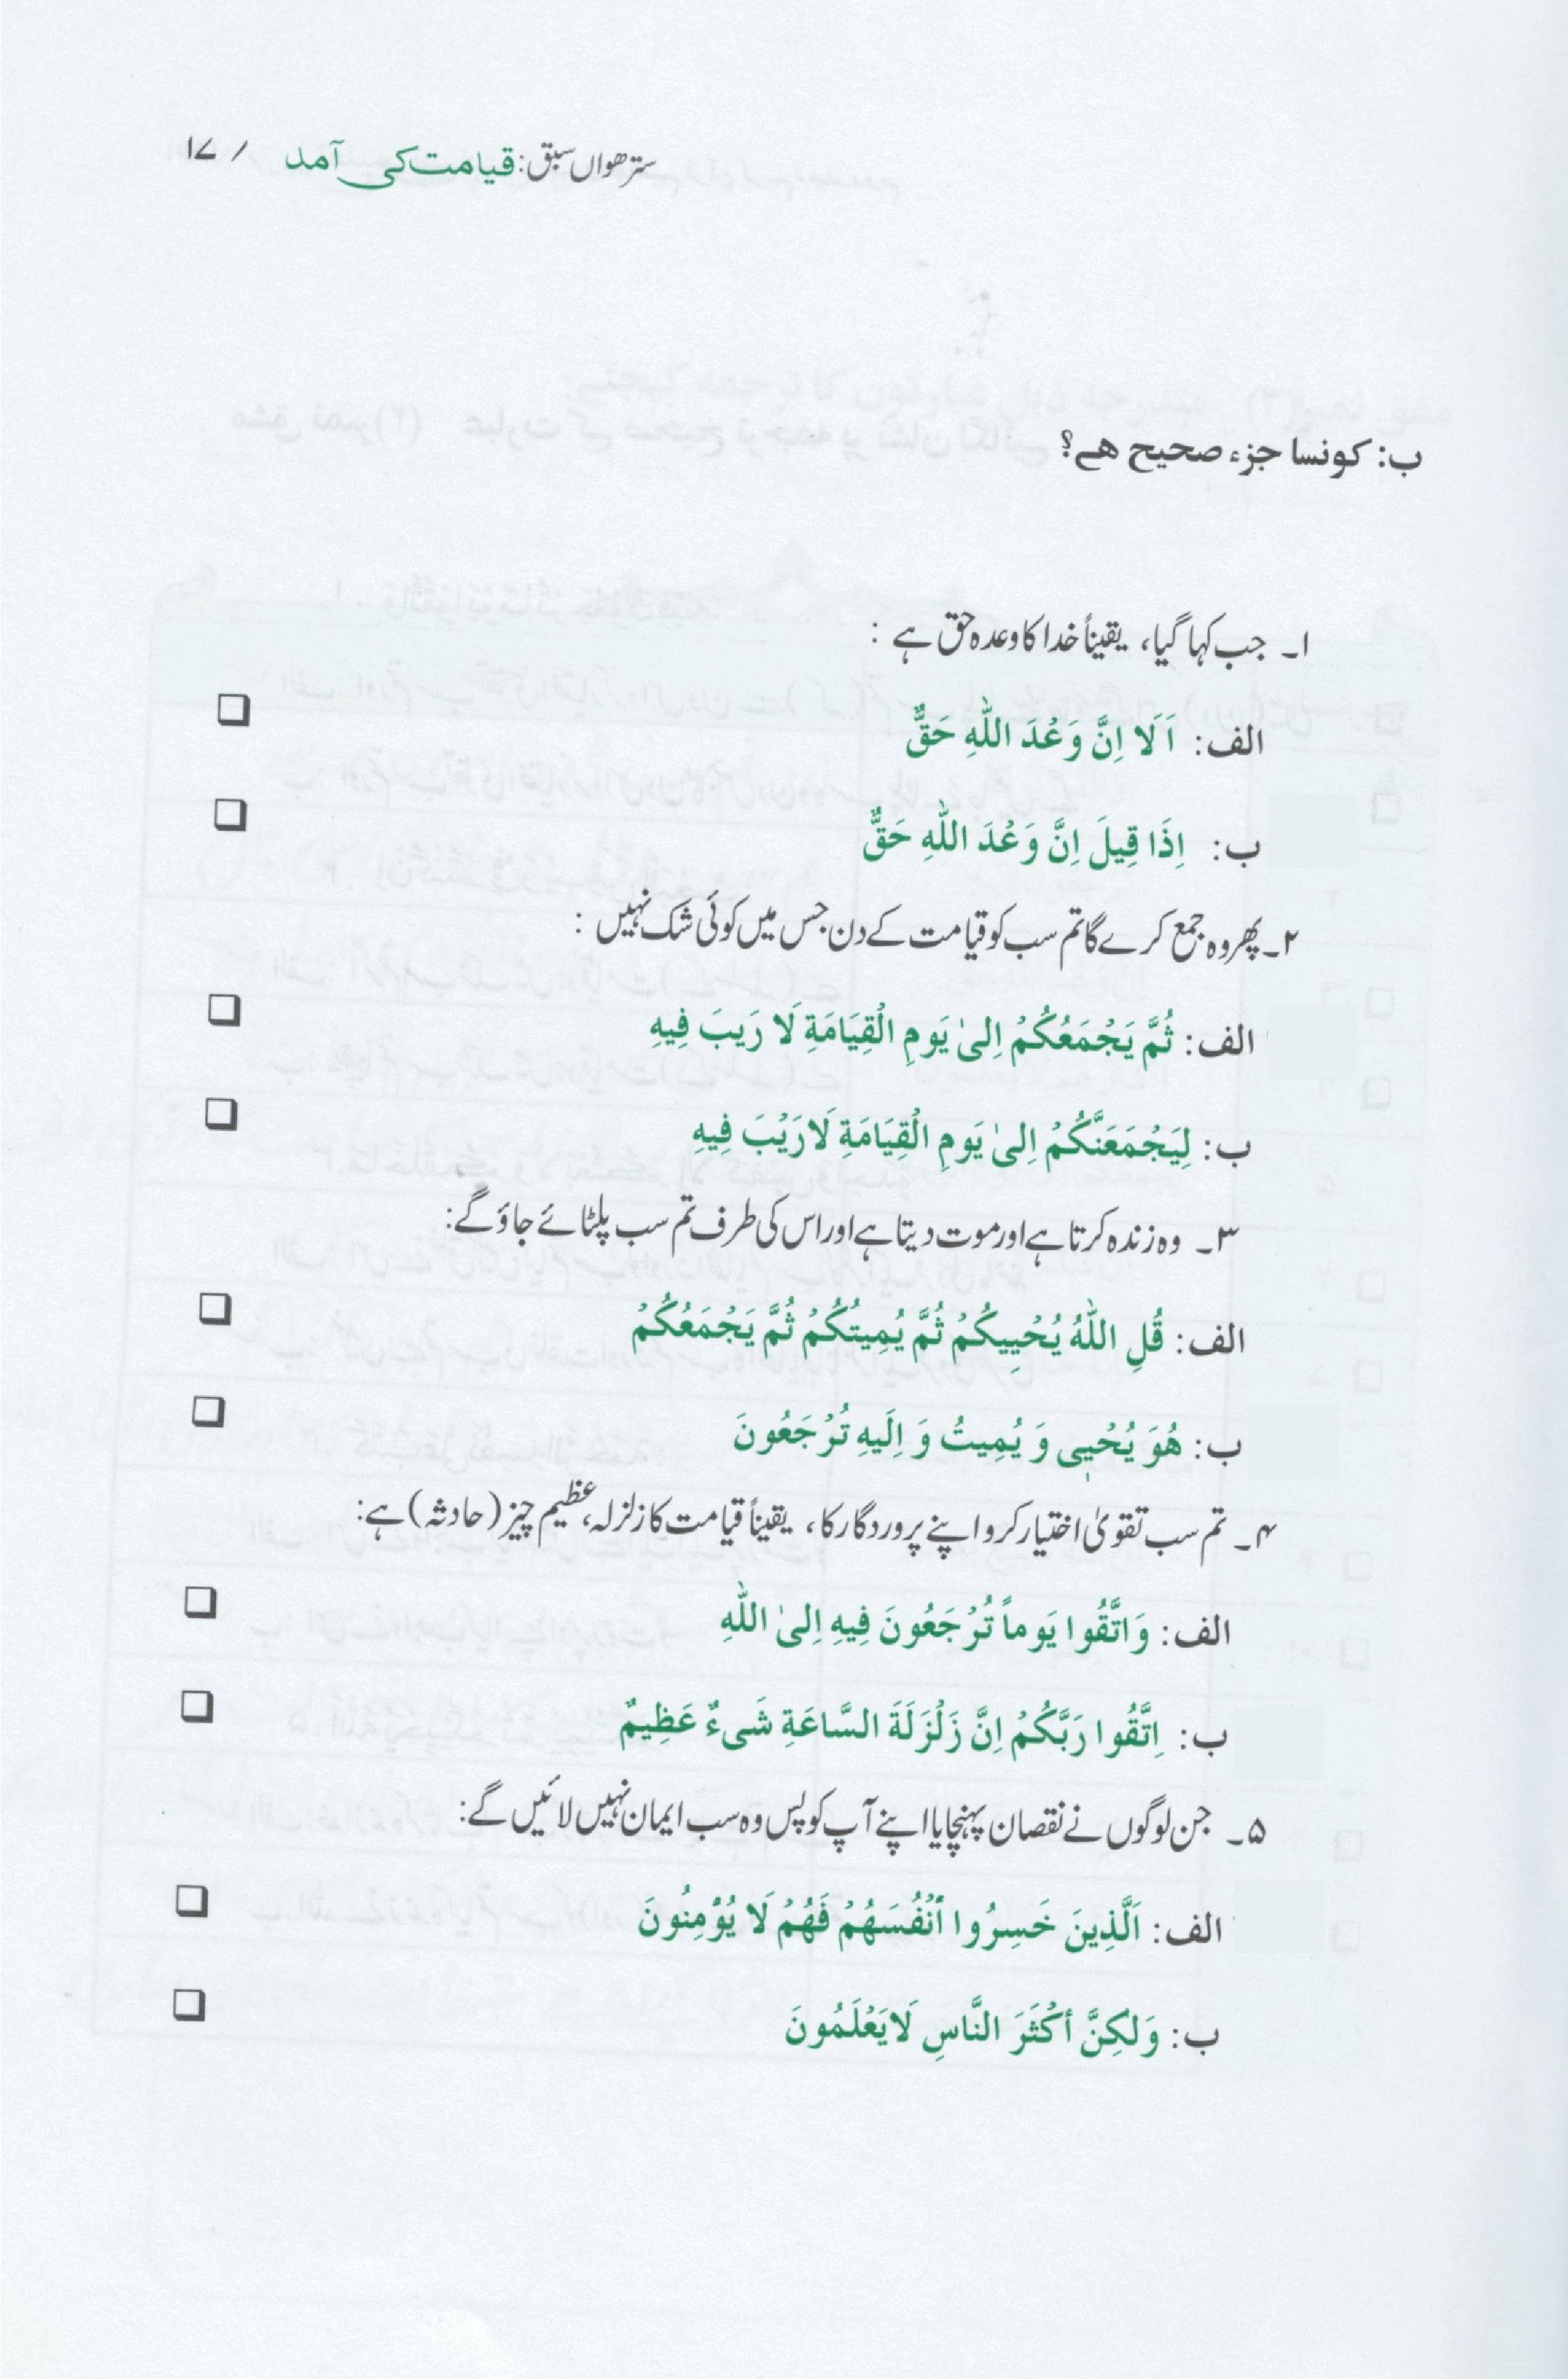 سترھواں سبق: قیامت کی آمد / ۱۷
ب: کونسا جزء صحیح ھے؟
۱۔ جب کہا گیا، یقیناً خدا کا وعدہ حق ہے :
الف: اَلَا اِنَّ وَعْدَ اللّٰهِ حَقٌّ
ب: اِذَا قِيلَ اِنَّ وَعْدَ اللّٰهِ حَقٌّ
۲۔ پھر وہ جمع کرے گا تم سب کو قیامت کے دن جس میں کوئی شک نہیں :
الف: ثُمَّ يَجْمَعُكُمْ اِلىٰ يَومِ الْقِيَامَةِ لَا رَيبَ فِيهِ
ب: لِيَجْمَعَنَّكُمْ اِلىٰ يَومِ الْقِيَامَةِ لَارَيْبَ فِيهِ
۳۔ وہ زندہ کرتا ہے اور موت دیتا ہے اور اس کی طرف تم سب پلٹائے جاؤ گے:
الف: قُلِ اللّٰهُ يُحْيِيكُمْ ثُمَّ يُمِيتُكُمْ ثُمَّ يَجْمَعُكُمْ
ب: هُوَ يُحْيِى وَ يُمِيتُ وَ اِلَيهِ تُرْجَعُونَ
۴۔ تم سب تقویٰ اختیار کرو اپنے پروردگار کا، یقیناً قیامت کا زلزلہ، عظیم چیز (حادثہ) ہے:
الف: وَاتَّقُوا يَوماً تُرْجَعُونَ فِيهِ اِلىٰ اللّٰهِ
ب: اِتَّقُوا رَبَّكُمْ اِنَّ زَلْزَلَةَ السَّاعَةِ شَىءٌ عَظِيمٌ
۵۔ جن لوگوں نے نقصان پہنچایا اپنے آپ کو پس وہ سب ایمان نہیں لائیں گے:
الف: اَلَّذِينَ خَسِرُوا أَنْفُسَهُمْ فَهُمْ لَا يُؤْمِنُونَ
ب: وَلكِنَّ أكْثَرَ النَّاسِ لَايَعْلَمُونَ